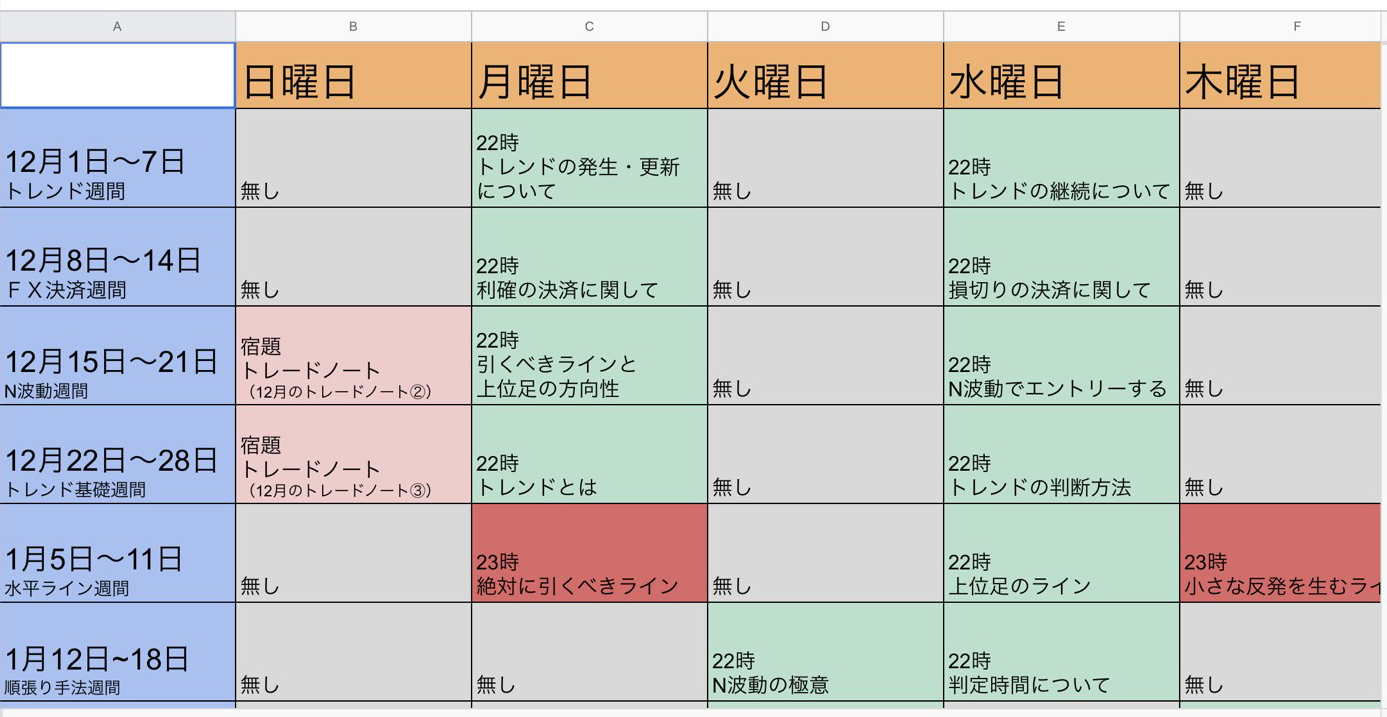 A B C D E F
日曜日 月曜日 火曜日 水曜日 木曜日
12月1日〜7日
トレンド週間
無し
22時
トレンドの発生・更新
について
無し
22時
トレンドの継続について
無し
12月8日〜14日
ＦＸ決済週間
無し
22時
利確の決済に関して
無し
22時
損切りの決済に関して
無し
12月15日〜21日
N波動週間
宿題
トレードノート
（12月のトレードノート②）
22時
引くべきラインと
上位足の方向性
無し
22時
N波動でエントリーする
無し
12月22日〜28日
トレンド基礎週間
宿題
トレードノート
（12月のトレードノート③）
22時
トレンドとは
無し
22時
トレンドの判断方法
無し
1月5日〜11日
水平ライン週間
無し
23時
絶対に引くべきライン
無し
22時
上位足のライン
23時
小さな反発を生むライ
1月12日~18日
順張り手法週間
無し
無し
22時
N波動の極意
22時
判定時間について
無し